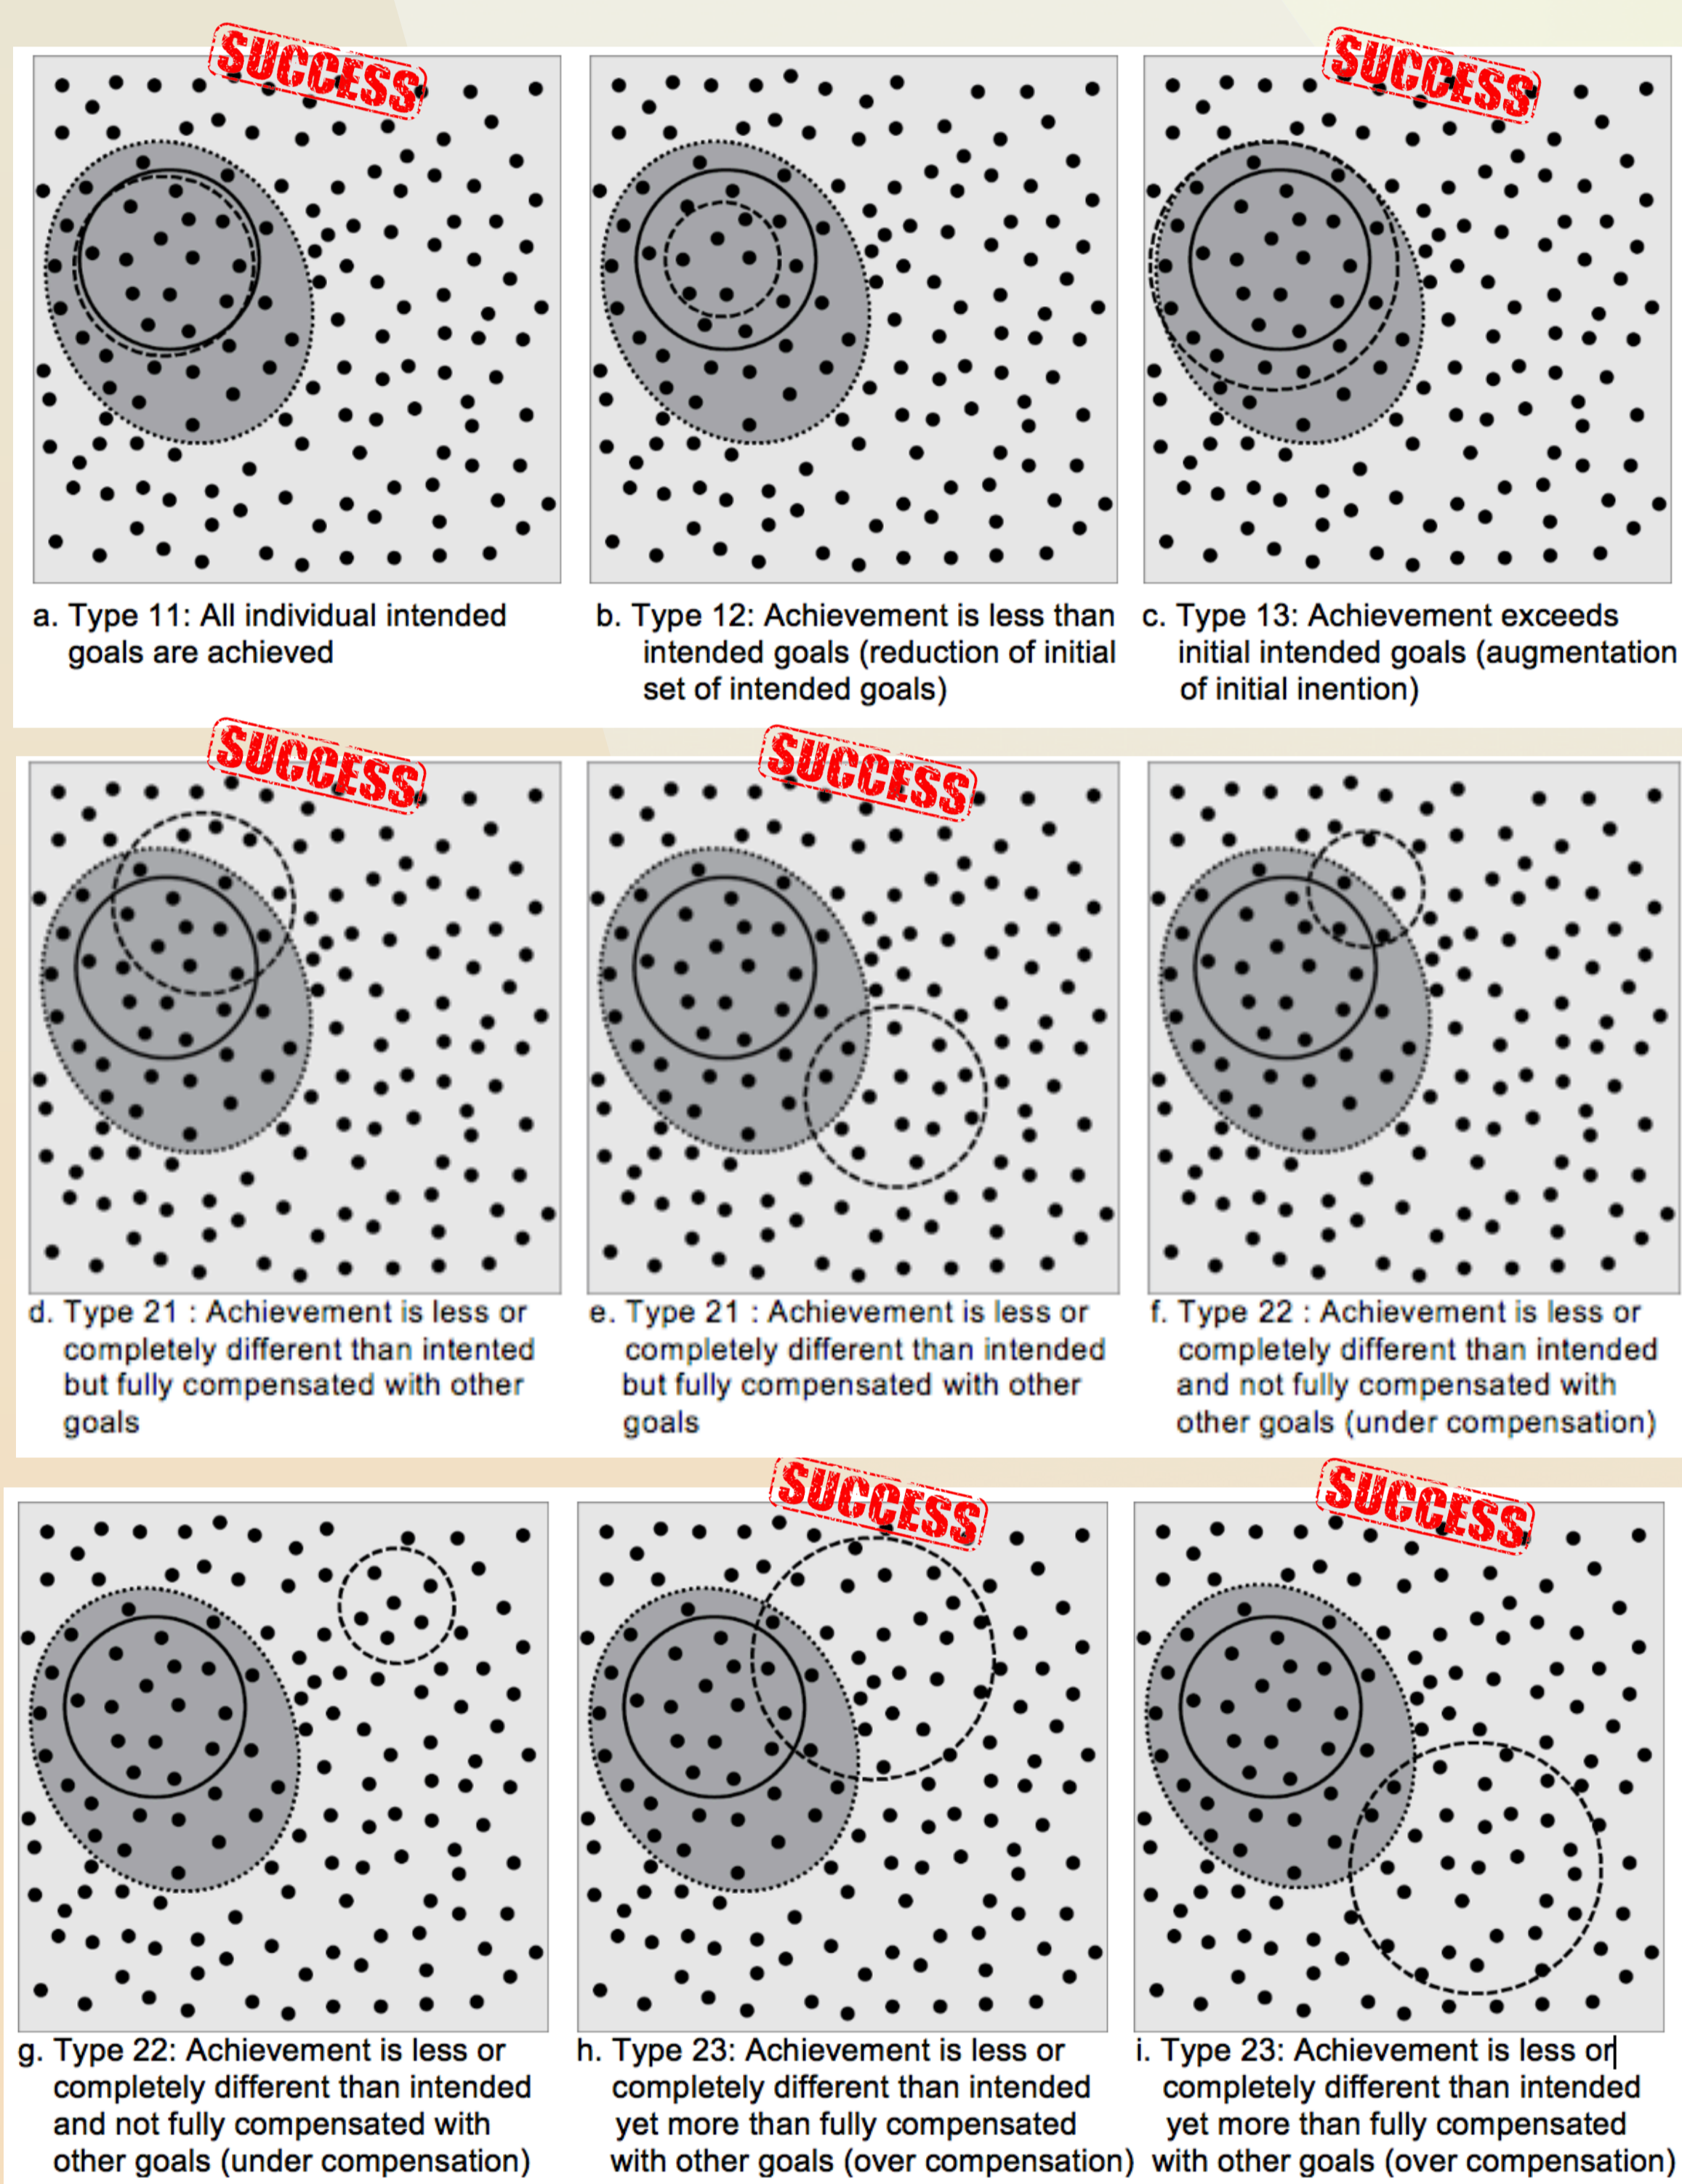 SUCCESS
SUCCESS
a. Type 11: All individual intended
goals are achieved
b. Type 12: Achievement is less than
intended goals (reduction of initial
set of intended goals)
c. Type 13: Achievement exceeds
initial intended goals (augmentation
of initial inention)
SUCCESS
SUCCESS
d. Type 21 : Achievement is less or
completely different than intented
but fully compensated with other
goals
e. Type 21 : Achievement is less or
completely different than intended
but fully compensated with other
goals
f. Type 22 : Achievement is less or
completely different than intended
and not fully compensated with
other goals (under compensation)
SUCCESS
SUCCESS
g. Type 22: Achievement is less or
completely different than intended
and not fully compensated with
other goals (under compensation)
h. Type 23: Achievement is less or
completely different than intended
yet more than fully compensated
with other goals (over compensation)
i. Type 23: Achievement is less or
completely different than intended
yet more than fully compensated
with other goals (over compensation)